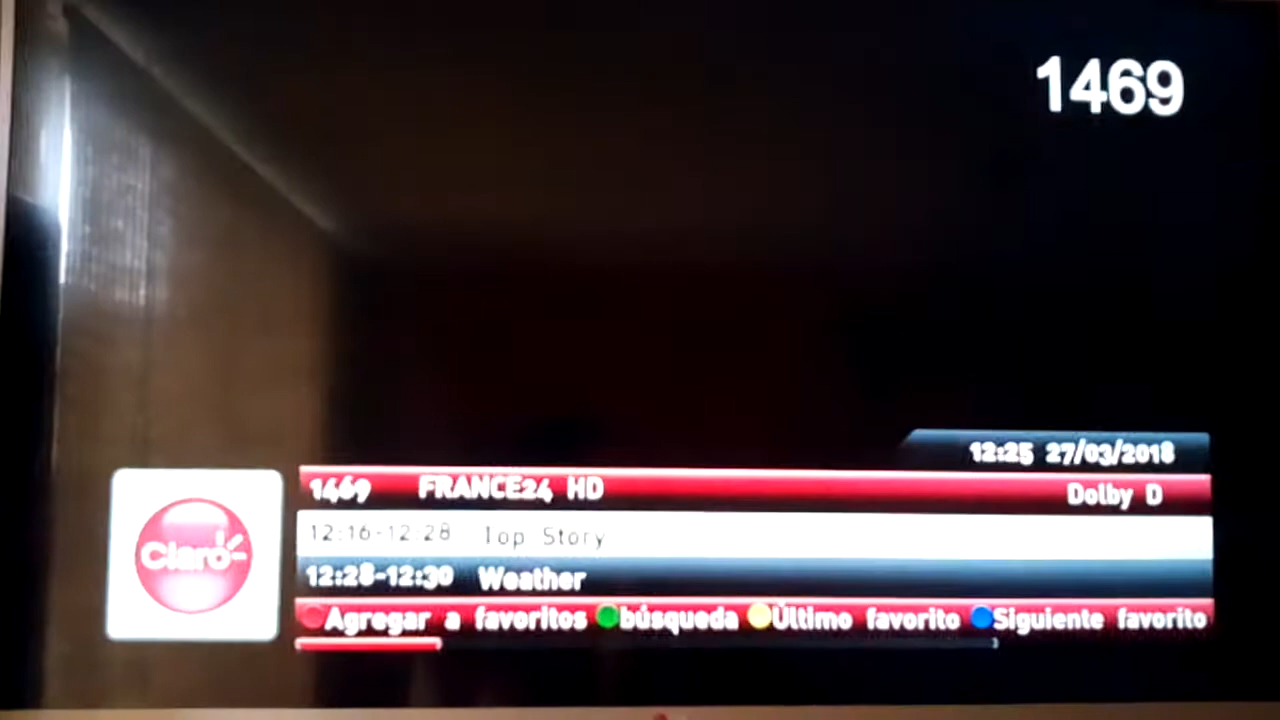 1469
12:25 27/03/2018
1469 FRANCE24 HD Dolby D
12:16-12:28 Top Story
Claro
12:28-12:30 Weather
Agregar a favoritos búsqueda Último favorito Siguiente favorito